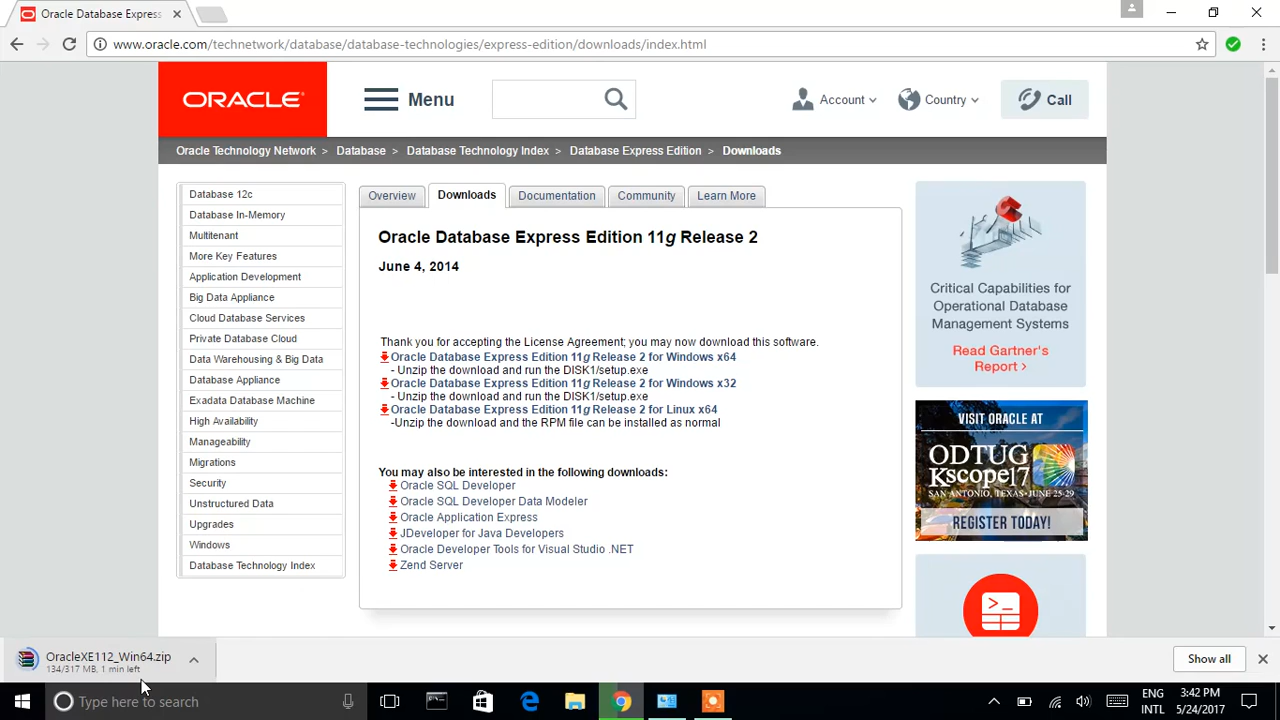 Oracle Database Express
www.oracle.com/technetwork/database/database-technologies/express-edition/downloads/index.html
ORACLE
Menu
Account
Country
Call
Oracle Technology Network > Database > Database Technology Index > Database Express Edition > Downloads
Database 12c
Database In-Memory
Multitenant
More Key Features
Application Development
Big Data Appliance
Cloud Database Services
Private Database Cloud
Data Warehousing & Big Data
Database Appliance
Exadata Database Machine
High Availability
Manageability
Migrations
Security
Unstructured Data
Upgrades
Windows
Database Technology Index
Overview
Downloads
Documentation
Community
Learn More
Oracle Database Express Edition 11g Release 2
June 4, 2014
Thank you for accepting the License Agreement; you may now download this software.
Oracle Database Express Edition 11g Release 2 for Windows x64
- Unzip the download and run the DISK1/setup.exe
Oracle Database Express Edition 11g Release 2 for Windows x32
- Unzip the download and run the DISK1/setup.exe
Oracle Database Express Edition 11g Release 2 for Linux x64
-Unzip the download and the RPM file can be installed as normal
You may also be interested in the following downloads:
Oracle SQL Developer
Oracle SQL Developer Data Modeler
Oracle Application Express
JDeveloper for Java Developers
Oracle Developer Tools for Visual Studio .NET
Zend Server
Critical Capabilities for
Operational Database
Management Systems
Read Gartner's
Report >
VISIT ORACLE AT
ODTUG
Kscope17
SAN ANTONIO, TEXAS - JUNE 25-29
REGISTER TODAY!
OracleXE112_Win64.zip
134/317 MB, 1 min left
Show all
Type here to search
ENG
INTL
3:42 PM
5/24/2017